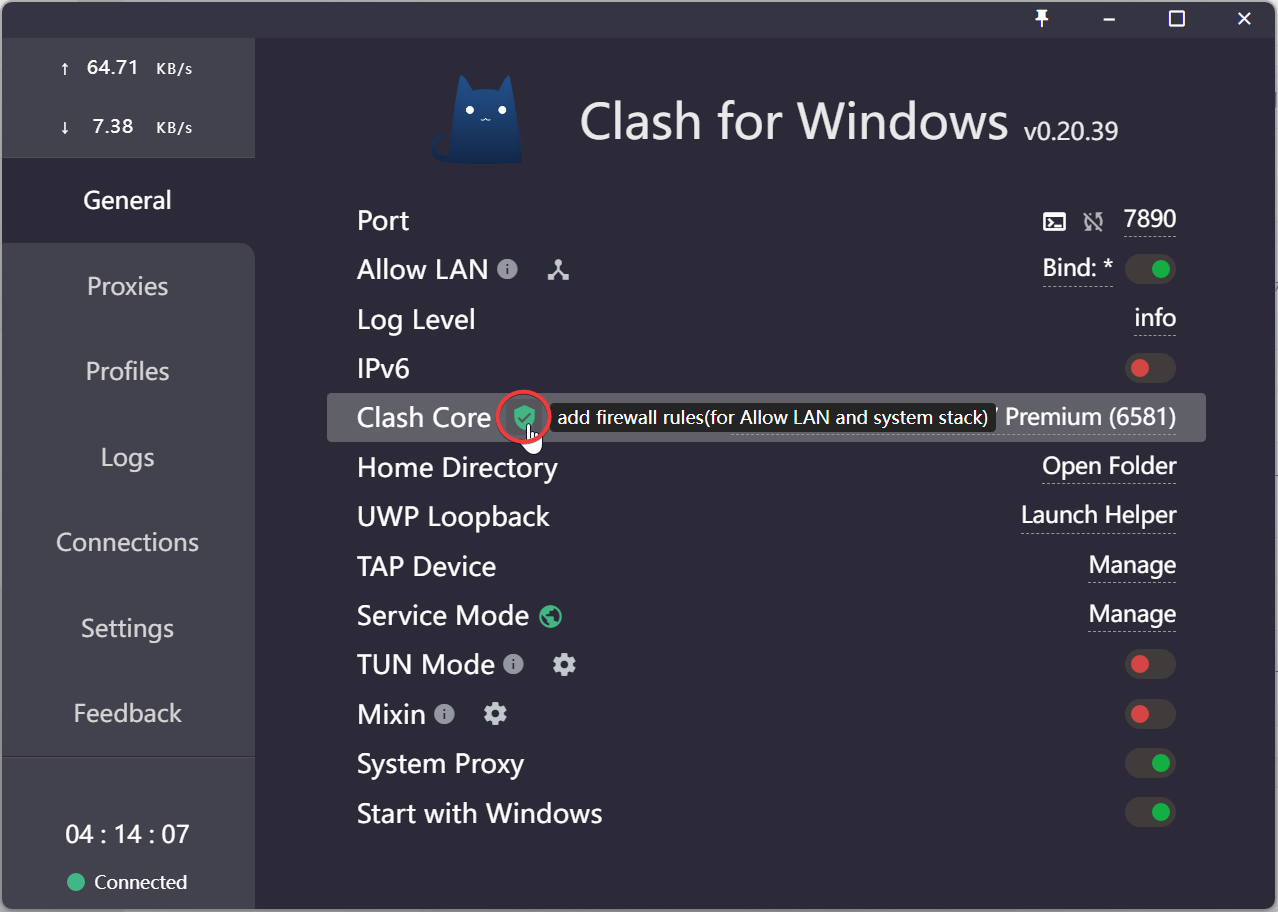 ↑ 64.71 KB/s
↓ 7.38 KB/s
General
Proxies
Profiles
Logs
Connections
Settings
Feedback
04 : 14 : 07
Connected
Clash for Windows v0.20.39
Port 7890
Allow LAN Bind: *
Log Level info
IPv6
Clash Core add firewall rules(for Allow LAN and system stack) Premium (6581)
Home Directory Open Folder
UWP Loopback Launch Helper
TAP Device Manage
Service Mode Manage
TUN Mode
Mixin
System Proxy
Start with Windows